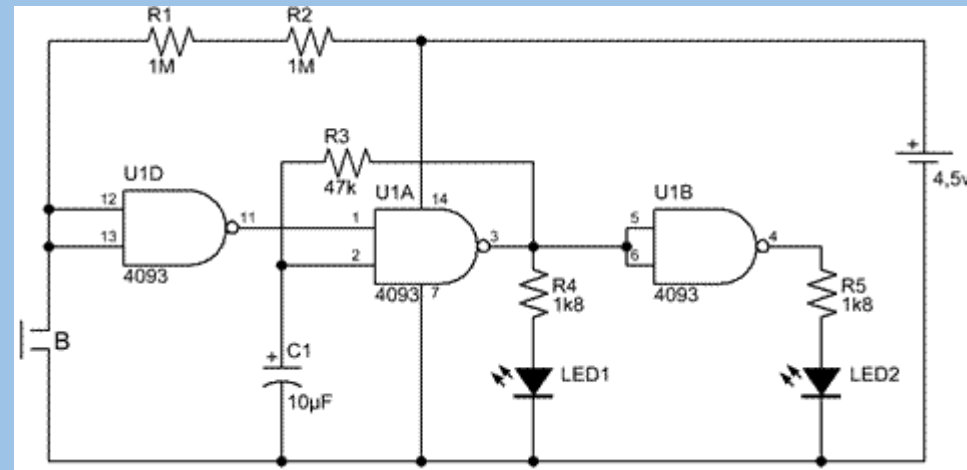 R1
1M
R2
1M
R3
47k
U1D
12
13
11
4093
U1A
14
1
2
3
4093
7
U1B
5
6
4
4093
4,5v
+
R4
1k8
R5
1k8
B
+
C1
10µF
LED1
LED2